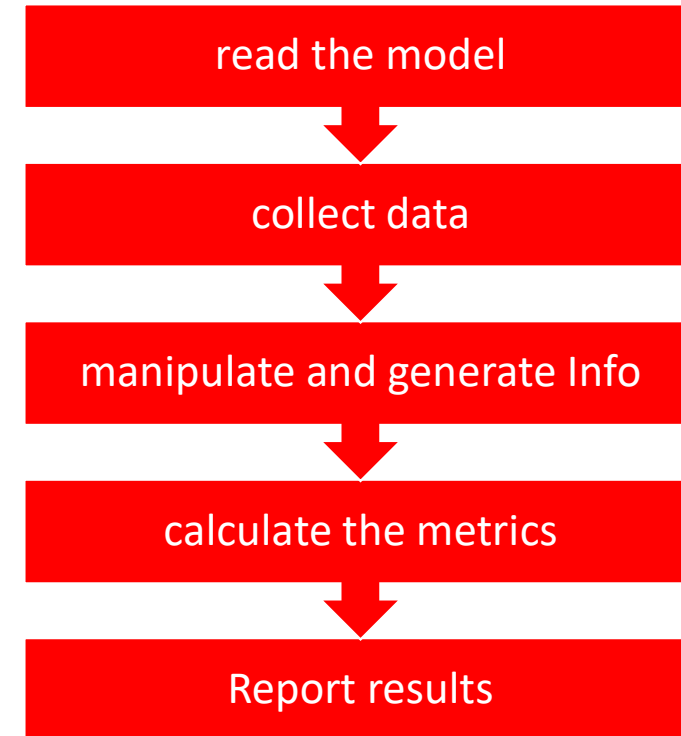 read the model
collect data
manipulate and generate Info
calculate the metrics
Report results